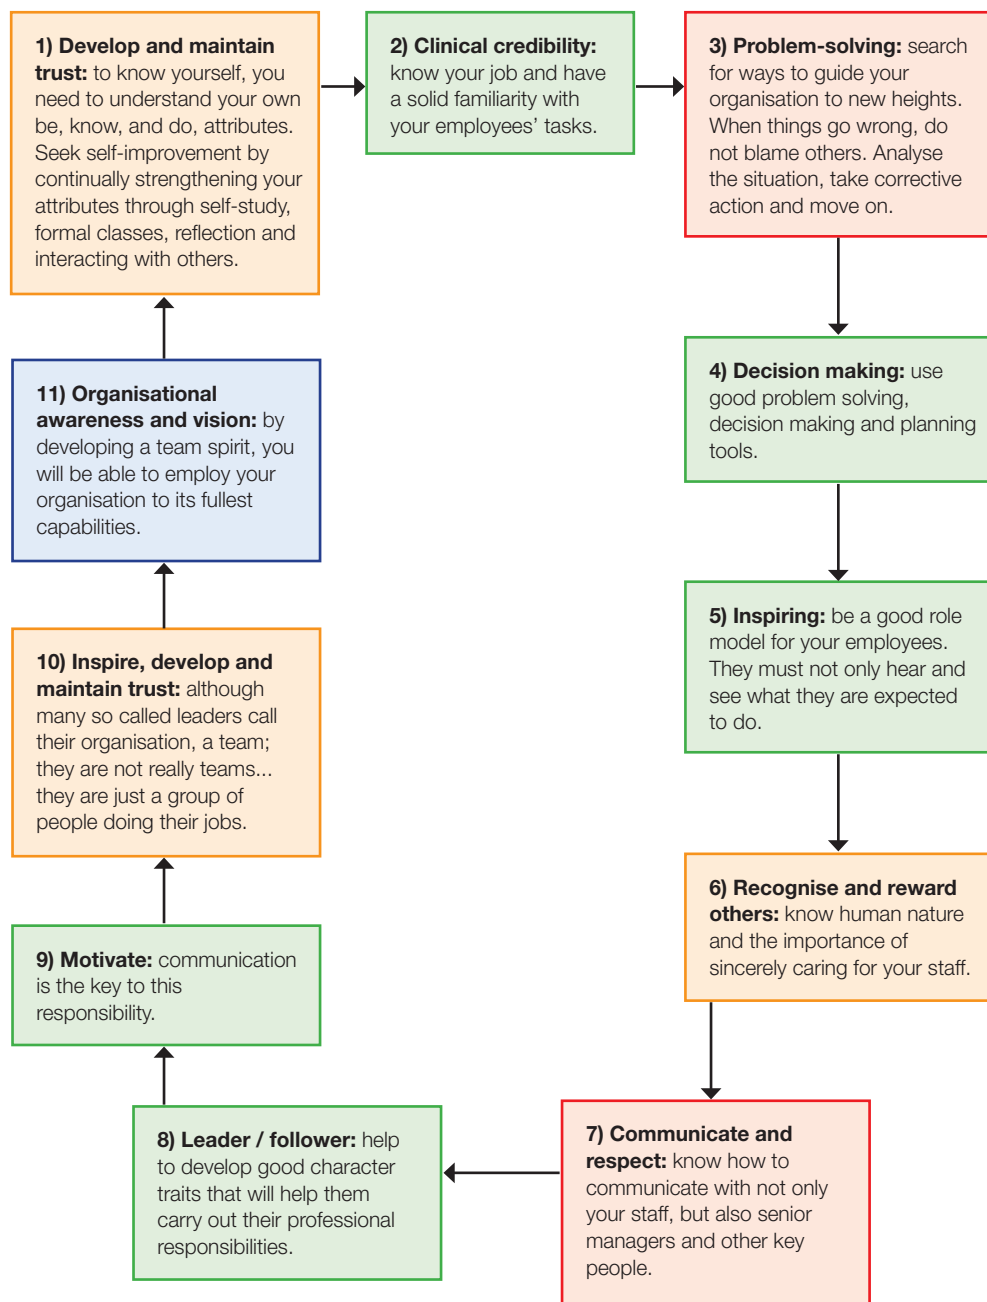 1) Develop and maintain
trust: to know yourself, you
need to understand your own
be, know, and do, attributes.
Seek self-improvement by
continually strengthening your
attributes through self-study,
formal classes, reflection and
interacting with others.
2) Clinical credibility:
know your job and have
a solid familiarity with
your employees’ tasks.
3) Problem-solving: search
for ways to guide your
organisation to new heights.
When things go wrong, do
not blame others. Analyse
the situation, take corrective
action and move on.
4) Decision making: use
good problem solving,
decision making and planning
tools.
5) Inspiring: be a good role
model for your employees.
They must not only hear and
see what they are expected
to do.
6) Recognise and reward
others: know human nature
and the importance of
sincerely caring for your staff.
7) Communicate and
respect: know how to
communicate with not only
your staff, but also senior
managers and other key
people.
8) Leader / follower: help
to develop good character
traits that will help them
carry out their professional
responsibilities.
9) Motivate: communication
is the key to this
responsibility.
10) Inspire, develop and
maintain trust: although
many so called leaders call
their organisation, a team;
they are not really teams...
they are just a group of
people doing their jobs.
11) Organisational
awareness and vision: by
developing a team spirit, you
will be able to employ your
organisation to its fullest
capabilities.